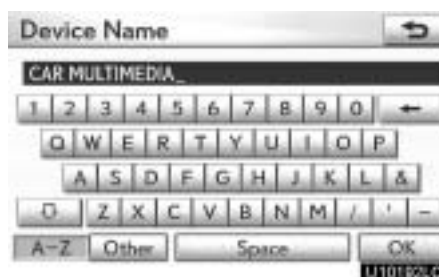 Device Name
CAR MULTIMEDIA_
1 2 3 4 5 6 7 8 9 0 ←
Q W E R T Y U I O P
A S D F G H J K L &
Z X C V B N M / ' -
A-Z Other Space OK